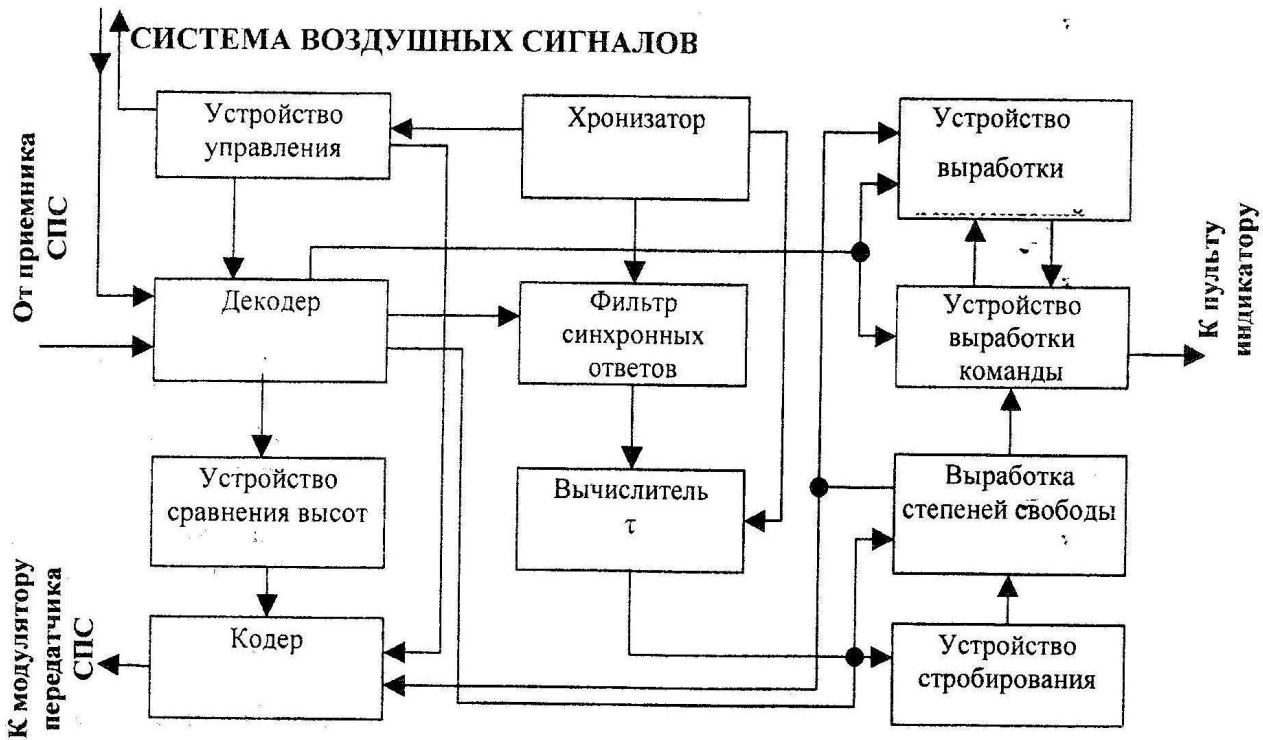 СИСТЕМА ВОЗДУШНЫХ СИГНАЛОВ
Устройство
управления
Хронизатор
Устройство
выработки
От приемника
СПС
Декодер
Фильтр
синхронных
ответов
Устройство
выработки
команды
К пульту
индикатору
Устройство
сравнения высот
Вычислитель
τ
Выработка
степеней свободы
К модулятору
передатчика
СПС
Кодер
Устройство
стробирования